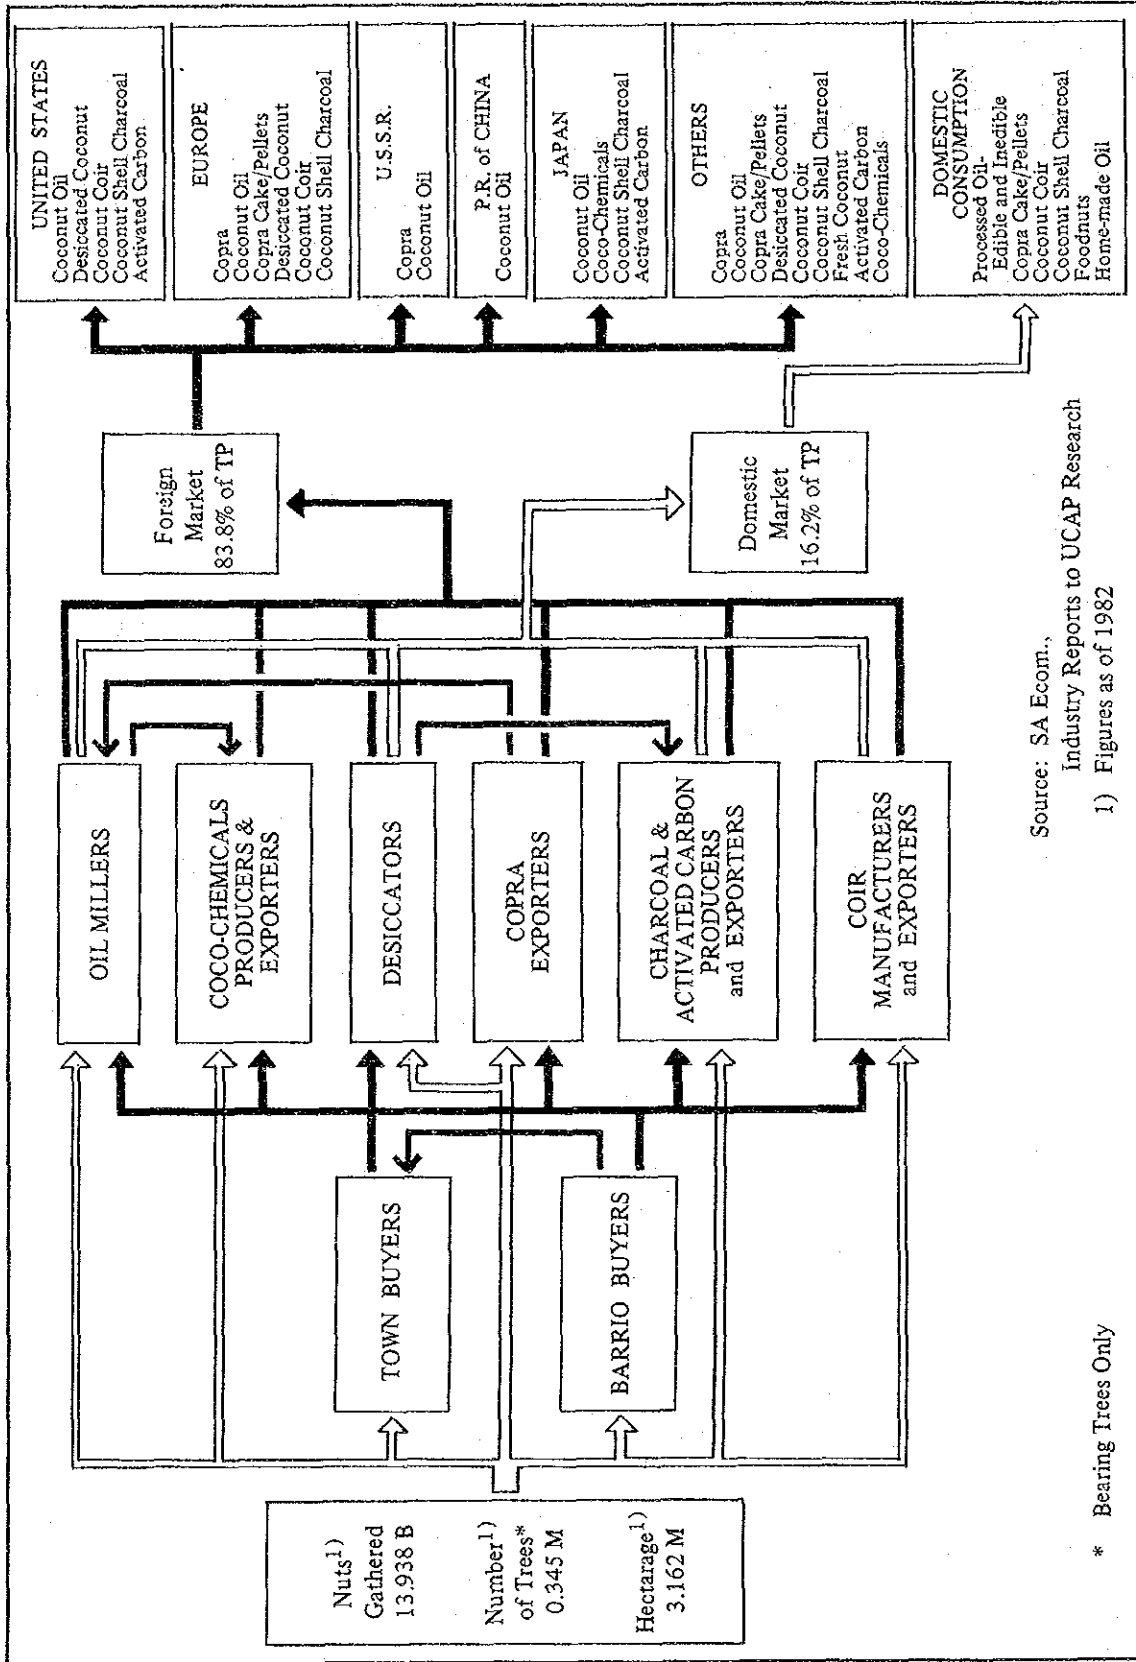 Nuts1)
Gathered
13.938 B
Number1)
of Trees*
0.345 M
Hectarage1)
3.162 M
TOWN BUYERS
BARRIO BUYERS
OIL MILLERS
COCO-CHEMICALS
PRODUCERS &
EXPORTERS
DESICCATORS
COPRA
EXPORTERS
CHARCOAL &
ACTIVATED CARBON
PRODUCERS
and EXPORTERS
COIR
MANUFACTURERS
and EXPORTERS
Foreign
Market
83.8% of TP
Domestic
Market
16.2% of TP
UNITED STATES
Coconut Oil
Desiccated Coconut
Coconut Coir
Coconut Shell Charcoal
Activated Carbon
EUROPE
Copra
Coconut Oil
Copra Cake/Pellets
Desiccated Coconut
Coconut Coir
Coconut Shell Charcoal
U.S.S.R.
Copra
Coconut Oil
P.R. of CHINA
Coconut Oil
JAPAN
Coconut Oil
Coco-Chemicals
Coconut Shell Charcoal
Activated Carbon
OTHERS
Copra
Coconut Oil
Copra Cake/Pellets
Desiccated Coconut
Coconut Coir
Coconut Shell Charcoal
Fresh Coconut
Activated Carbon
Coco-Chemicals
DOMESTIC
CONSUMPTION
Processed Oil-
Edible and Inedible
Copra Cake/Pellets
Coconut Coir
Coconut Shell Charcoal
Foodnuts
Home-made Oil
* Bearing Trees Only
Source: SA Ecom.,
Industry Reports to UCAP Research
1) Figures as of 1982